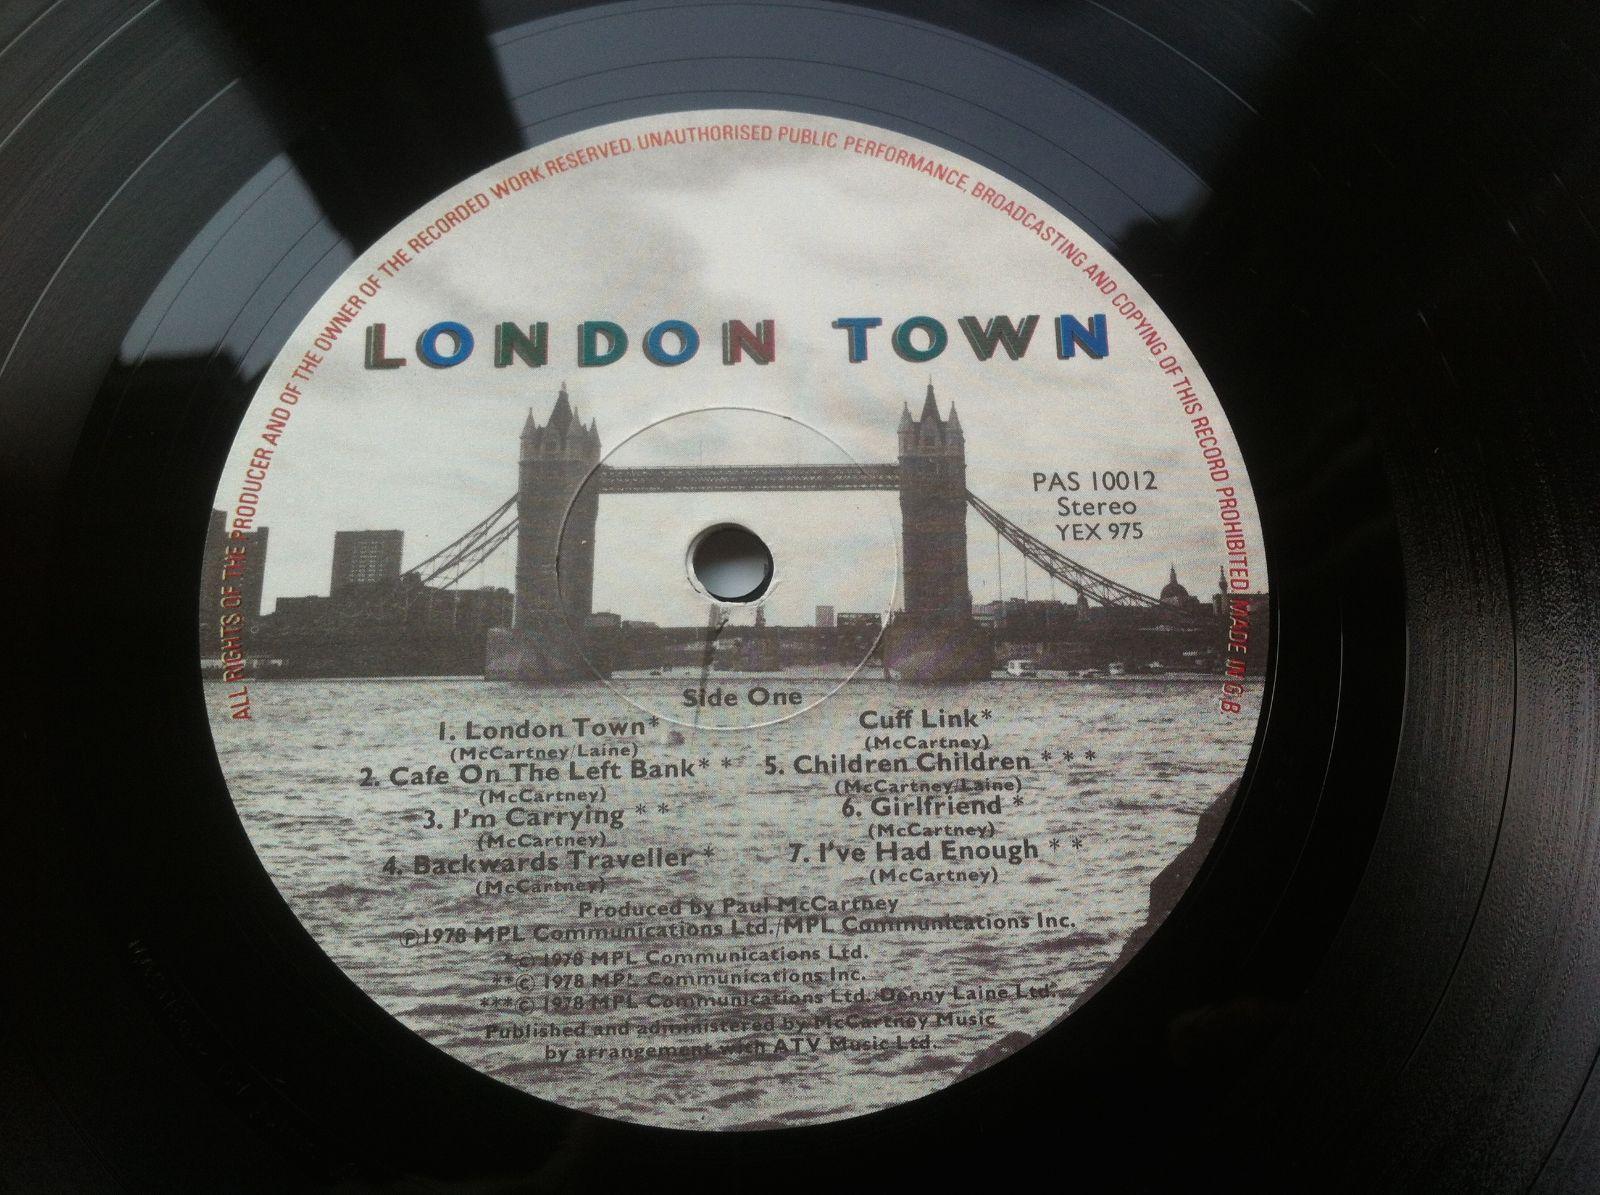 ALL RIGHTS OF THE PRODUCER AND OF THE OWNER OF THE RECORDED WORK RESERVED. UNAUTHORISED PUBLIC PERFORMANCE, BROADCASTING AND COPYING OF THIS RECORD PROHIBITED. MADE IN G.B.
LONDON TOWN
PAS 10012
Stereo
YEX 975
Side One
1. London Town*
(McCartney/Laine)
2. Cafe On The Left Bank* *
(McCartney)
3. I'm Carrying * *
(McCartney)
4. Backwards Traveller *
(McCartney)
Cuff Link*
(McCartney)
5. Children Children * * *
(McCartney/Laine)
6. Girlfriend *
(McCartney)
7. I've Had Enough * *
(McCartney)
Produced by Paul McCartney
℗1978 MPL Communications Ltd./MPL Communications Inc.
*© 1978 MPL Communications Ltd.
**© 1978 MPL Communications Inc.
***© 1978 MPL Communications Ltd. Denny Laine Ltd.
Published and administered by McCartney Music
by arrangement with ATV Music Ltd.